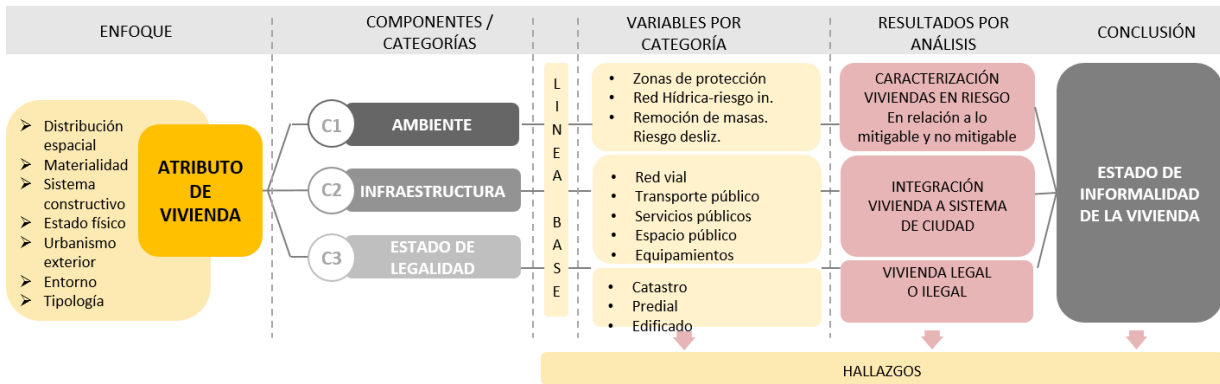 ENFOQUE
COMPONENTES /
CATEGORÍAS
VARIABLES POR
CATEGORÍA
RESULTADOS POR
ANÁLISIS
CONCLUSIÓN
Distribución
espacial
Materialidad
Sistema
constructivo
Estado físico
Urbanismo
exterior
Entorno
Tipología
ATRIBUTO
DE
VIVIENDA
C1
AMBIENTE
C2
INFRAESTRUCTURA
C3
ESTADO DE
LEGALIDAD
L
I
N
E
A
B
A
S
E
• Zonas de protección
• Red Hídrica-riesgo in.
• Remoción de masas.
Riesgo desliz.
• Red vial
• Transporte público
• Servicios públicos
• Espacio público
• Equipamientos
• Catastro
• Predial
• Edificado
CARACTERIZACIÓN
VIVIENDAS EN RIESGO
En relación a lo
mitigable y no mitigable
INTEGRACIÓN
VIVIENDA A SISTEMA
DE CIUDAD
VIVIENDA LEGAL
O ILEGAL
ESTADO DE
INFORMALIDAD
DE LA VIVIENDA
HALLAZGOS